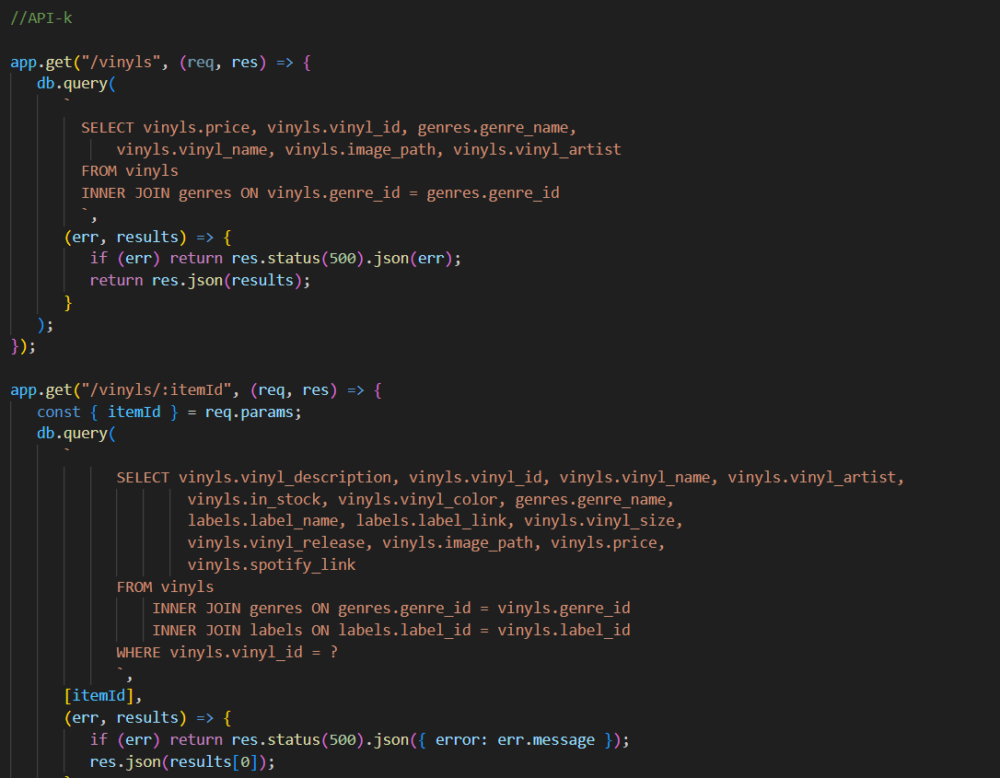 //API-k
app.get("/vinyls", (req, res) => {
db.query(
`
SELECT vinyls.price, vinyls.vinyl_id, genres.genre_name,
vinyls.vinyl_name, vinyls.image_path, vinyls.vinyl_artist
FROM vinyls
INNER JOIN genres ON vinyls.genre_id = genres.genre_id
`,
(err, results) => {
if (err) return res.status(500).json(err);
return res.json(results);
}
);
});
app.get("/vinyls/:itemId", (req, res) => {
const { itemId } = req.params;
db.query(
`
SELECT vinyls.vinyl_description, vinyls.vinyl_id, vinyls.vinyl_name, vinyls.vinyl_artist,
vinyls.in_stock, vinyls.vinyl_color, genres.genre_name,
labels.label_name, labels.label_link, vinyls.vinyl_size,
vinyls.vinyl_release, vinyls.image_path, vinyls.price,
vinyls.spotify_link
FROM vinyls
INNER JOIN genres ON genres.genre_id = vinyls.genre_id
INNER JOIN labels ON labels.label_id = vinyls.label_id
WHERE vinyls.vinyl_id = ?
`,
[itemId],
(err, results) => {
if (err) return res.status(500).json({ error: err.message });
res.json(results[0]);